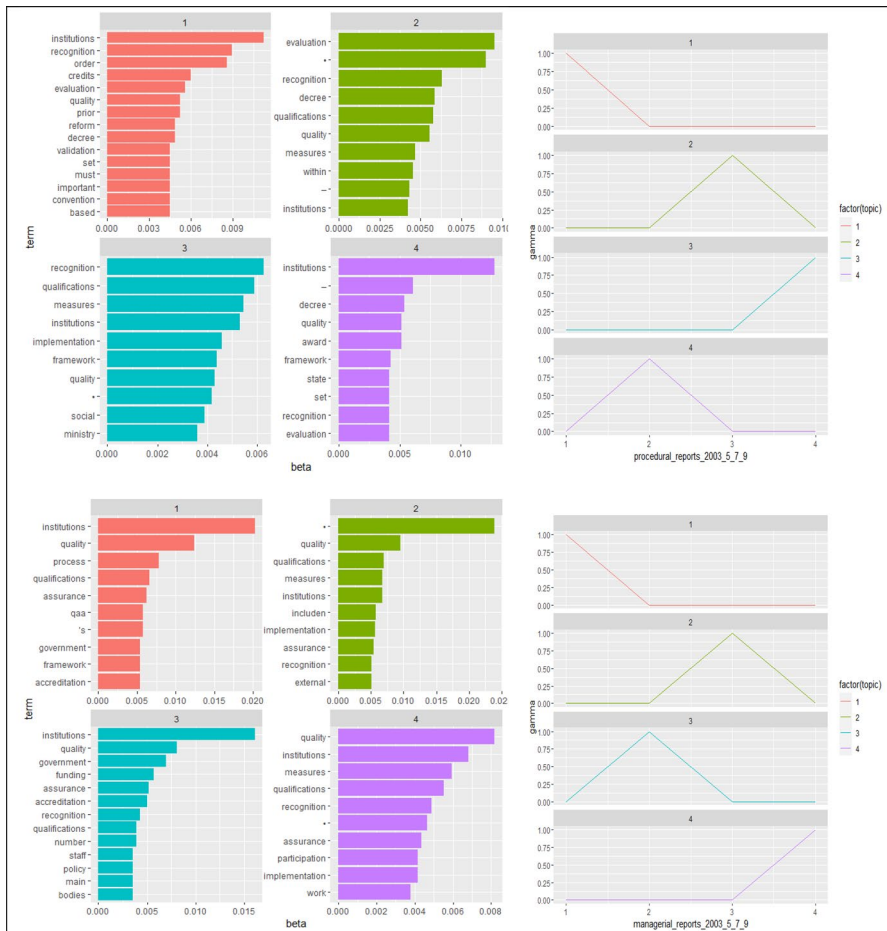 1
institutions
recognition
order
credits
evaluation
quality
prior
reform
decree
validation
set
must
important
convention
based
0.000 0.003 0.006 0.009
2
evaluation
•
recognition
decree
qualifications
quality
measures
within
–
institutions
0.0000 0.0025 0.0050 0.0075 0.010
term
3
recognition
qualifications
measures
institutions
implementation
framework
quality
•
social
ministry
0.000 0.002 0.004 0.006
4
institutions
–
decree
quality
award
framework
state
set
recognition
evaluation
0.000 0.005 0.010
beta
1
1.00
0.75
0.50
0.25
0.00
2
1.00
0.75
0.50
0.25
0.00
gamma
3
1.00
0.75
0.50
0.25
0.00
4
1.00
0.75
0.50
0.25
0.00
1 2 3 4
procedural_reports_2003_5_7_9
factor(topic)
1
2
3
4
1
institutions
quality
process
qualifications
assurance
qaa
's
government
framework
accreditation
0.000 0.005 0.010 0.015 0.020
2
•
quality
qualifications
measures
institutions
includen
implementation
assurance
recognition
external
0.000 0.005 0.010 0.015 0.020 0.02
term
3
institutions
quality
government
funding
assurance
accreditation
recognition
qualifications
number
staff
policy
main
bodies
0.000 0.005 0.010 0.015
4
quality
institutions
measures
qualifications
recognition
•
assurance
participation
implementation
work
0.000 0.002 0.004 0.006 0.008
beta
1
1.00
0.75
0.50
0.25
0.00
2
1.00
0.75
0.50
0.25
0.00
gamma
3
1.00
0.75
0.50
0.25
0.00
4
1.00
0.75
0.50
0.25
0.00
1 2 3 4
managerial_reports_2003_5_7_9
factor(topic)
1
2
3
4